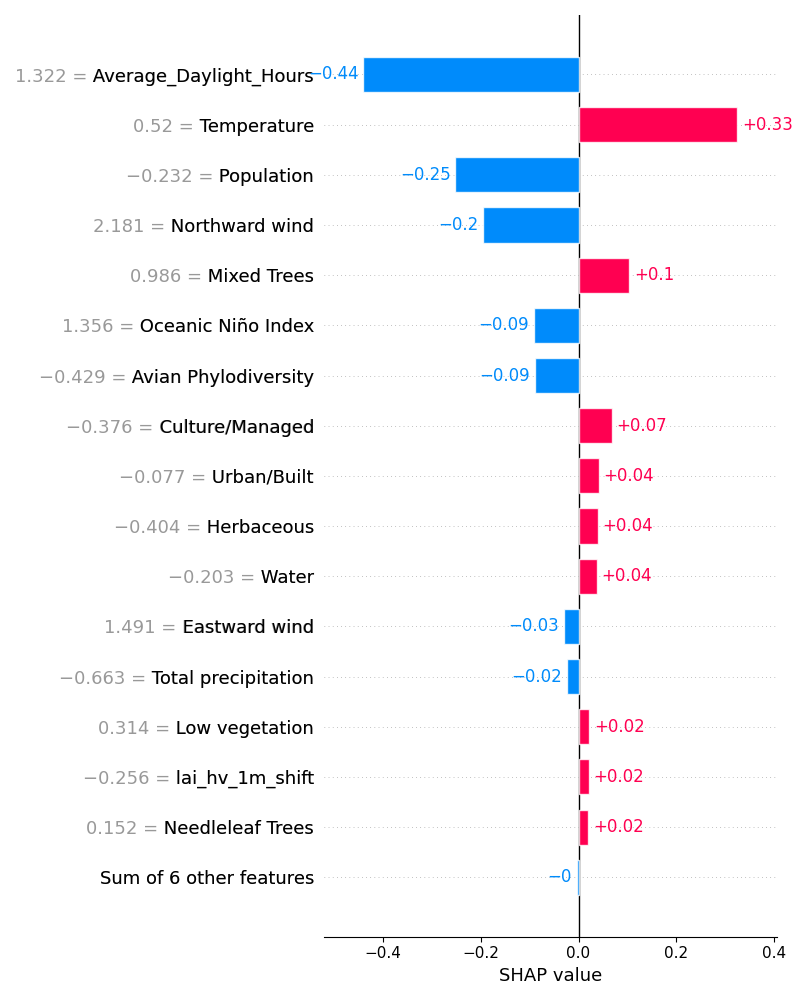 1.322 = Average_Daylight_Hours −0.44
0.52 = Temperature +0.33
−0.232 = Population −0.25
2.181 = Northward wind −0.2
0.986 = Mixed Trees +0.1
1.356 = Oceanic Niño Index −0.09
−0.429 = Avian Phylodiversity −0.09
−0.376 = Culture/Managed +0.07
−0.077 = Urban/Built +0.04
−0.404 = Herbaceous +0.04
−0.203 = Water +0.04
1.491 = Eastward wind −0.03
−0.663 = Total precipitation −0.02
0.314 = Low vegetation +0.02
−0.256 = lai_hv_1m_shift +0.02
0.152 = Needleleaf Trees +0.02
Sum of 6 other features −0
−0.4 −0.2 0.0 0.2 0.4
SHAP value